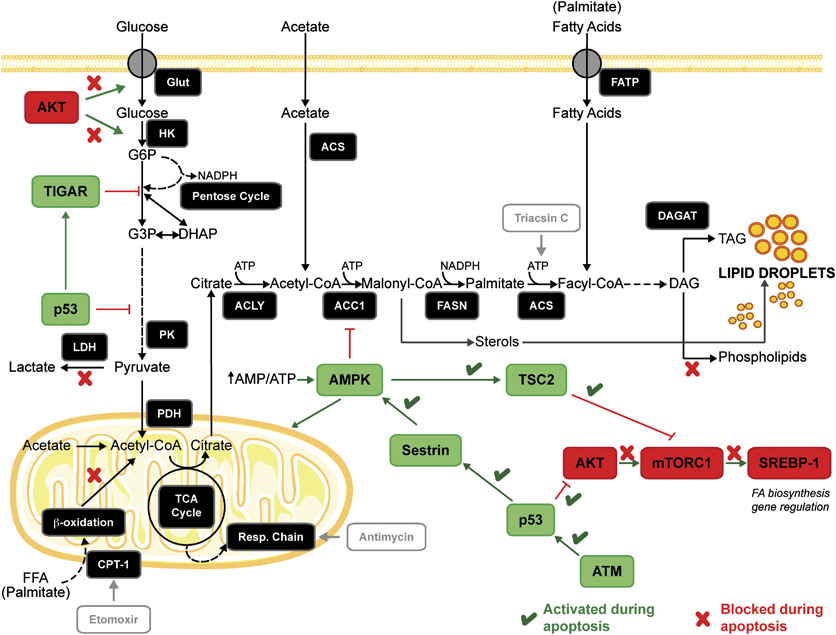 (Palmitate)
Glucose
Acetate
Fatty Acids
Glut
FATP
AKT
Glucose
Acetate
Fatty Acids
HK
ACS
G6P
NADPH
TIGAR
Pentose Cycle
Triacsin C
DAGAT
G3P
DHAP
TAG
ATP
ATP
NADPH
ATP
LIPID DROPLETS
Citrate
Acetyl-CoA
Malonyl-CoA
Palmitate
Facyl-CoA
DAG
p53
ACLY
ACC1
FASN
ACS
PK
LDH
Sterols
Lactate
Pyruvate
Phospholipids
AMP/ATP
AMPK
TSC2
PDH
Acetate
Acetyl-CoA
Citrate
Sestrin
AKT
mTORC1
SREBP-1
FA biosynthesis
gene regulation
TCA
Cycle
β-oxidation
p53
Resp. Chain
Antimycin
CPT-1
FFA
(Palmitate)
ATM
Etomoxir
Activated during
apoptosis
Blocked during
apoptosis